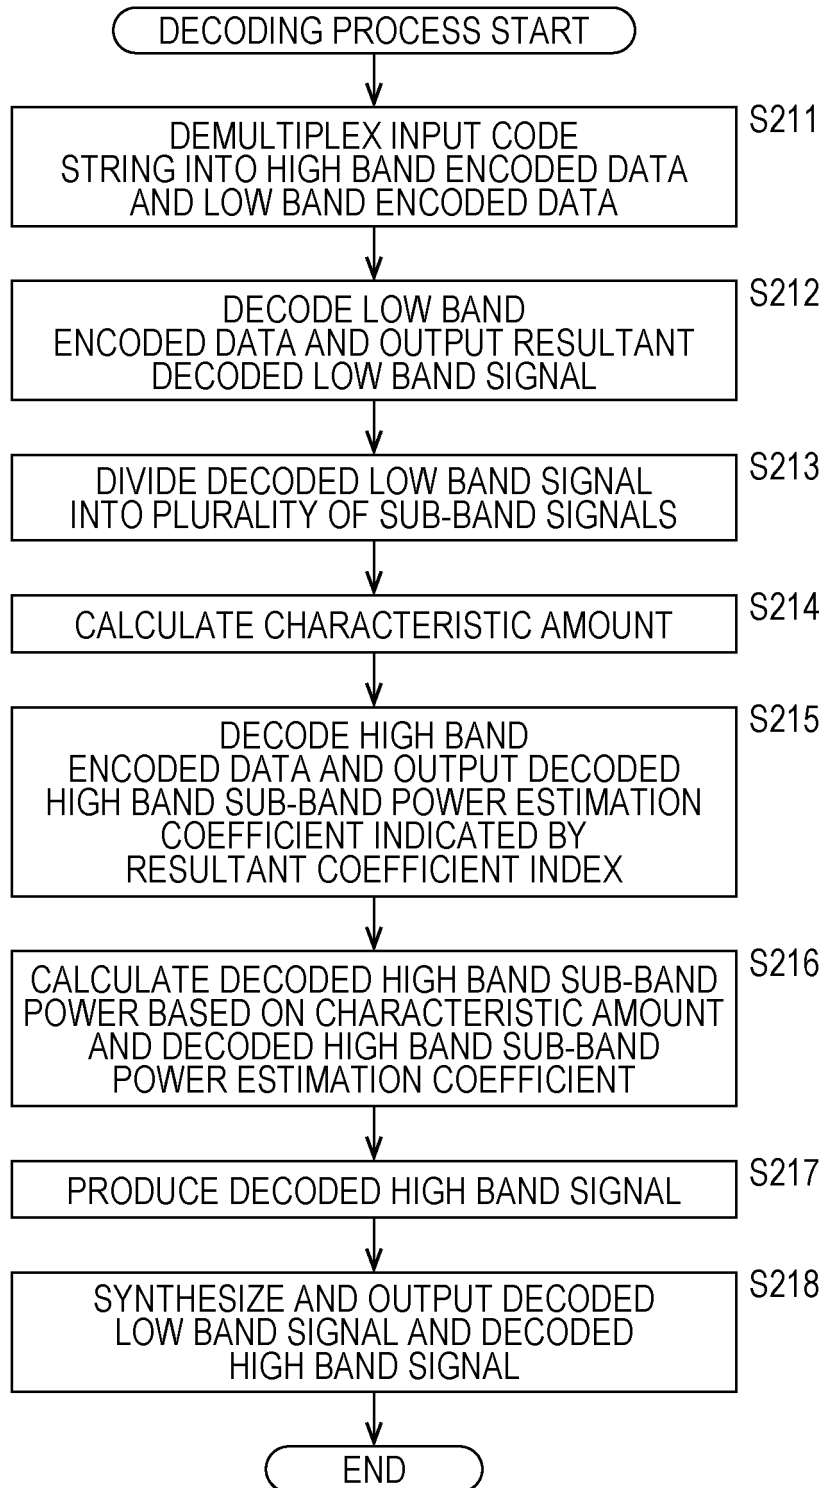 DECODING PROCESS START
S211
DEMULTIPLEX INPUT CODE
STRING INTO HIGH BAND ENCODED DATA
AND LOW BAND ENCODED DATA
S212
DECODE LOW BAND
ENCODED DATA AND OUTPUT RESULTANT
DECODED LOW BAND SIGNAL
S213
DIVIDE DECODED LOW BAND SIGNAL
INTO PLURALITY OF SUB-BAND SIGNALS
S214
CALCULATE CHARACTERISTIC AMOUNT
S215
DECODE HIGH BAND
ENCODED DATA AND OUTPUT DECODED
HIGH BAND SUB-BAND POWER ESTIMATION
COEFFICIENT INDICATED BY
RESULTANT COEFFICIENT INDEX
S216
CALCULATE DECODED HIGH BAND SUB-BAND
POWER BASED ON CHARACTERISTIC AMOUNT
AND DECODED HIGH BAND SUB-BAND
POWER ESTIMATION COEFFICIENT
S217
PRODUCE DECODED HIGH BAND SIGNAL
S218
SYNTHESIZE AND OUTPUT DECODED
LOW BAND SIGNAL AND DECODED
HIGH BAND SIGNAL
END